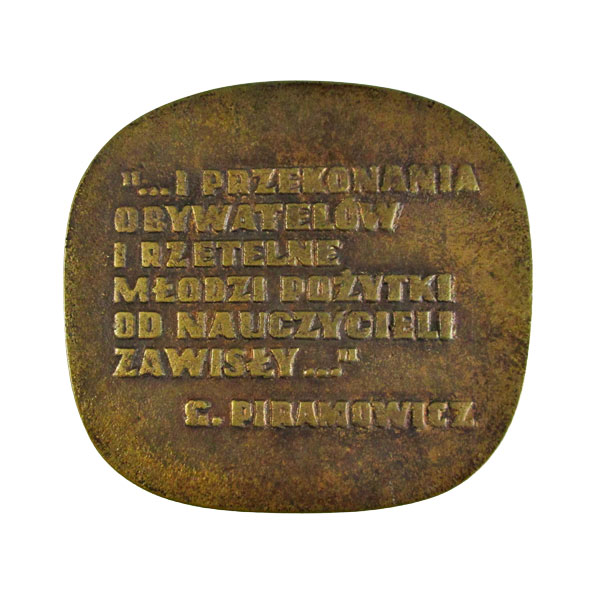 "... I PRZEKONANIA
OBYWATELÓW
I RZETELNE
MŁODZI POŻYTKI
OD NAUCZYCIELI
ZAWISŁY..."
G. PIRAMOWICZ